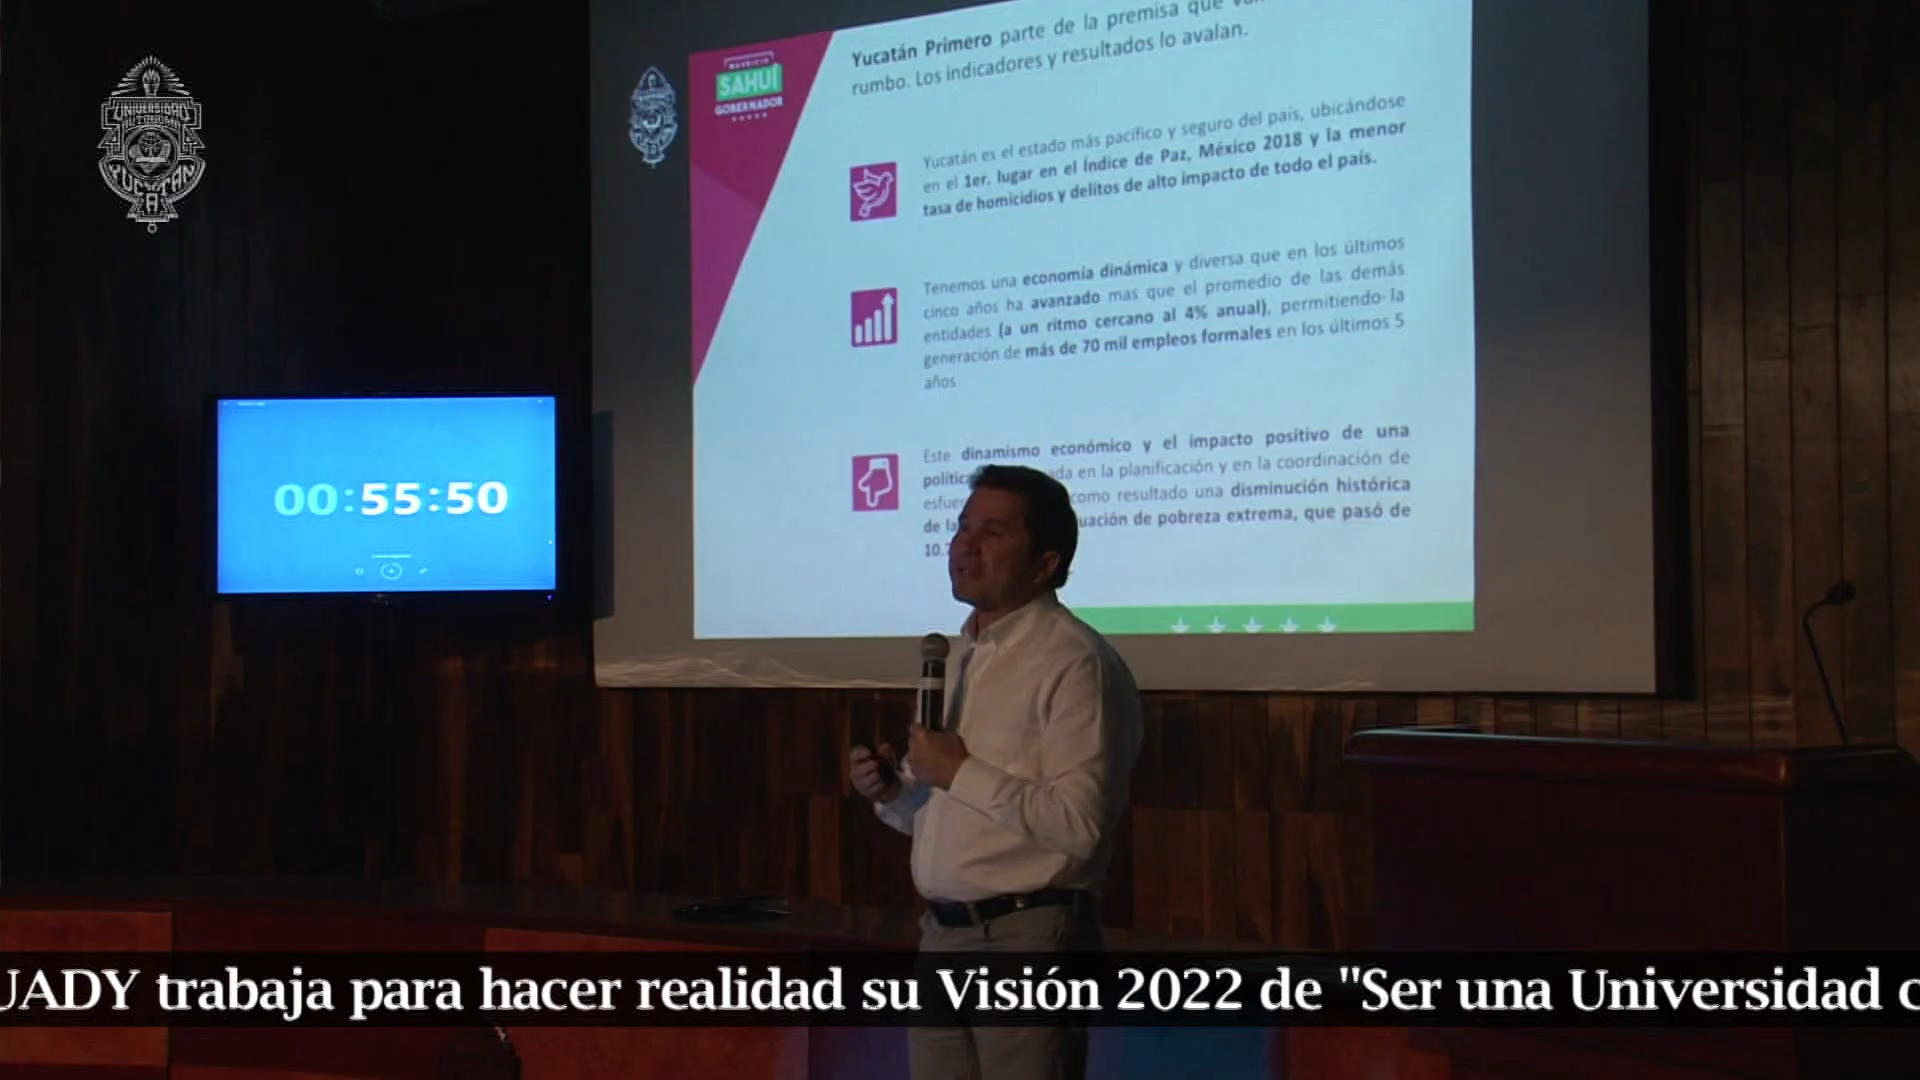 UNIVERSIDAD
AUTONOMA
YUCATAN
MAURICIO
SAHUÍ
GOBERNADOR
Yucatán Primero parte de la premisa que
rumbo. Los indicadores y resultados lo avalan.
Yucatán es el estado más pacífico y seguro del país, ubicándose
en el 1er. lugar en el Índice de Paz, México 2018 y la menor
tasa de homicidios y delitos de alto impacto de todo el país.
Tenemos una economía dinámica y diversa que en los últimos
cinco años ha avanzado mas que el promedio de las demás
entidades (a un ritmo cercano al 4% anual), permitiendo la
generación de más de 70 mil empleos formales en los últimos 5
años
Este dinamismo económico y el impacto positivo de una
en la planificación y en la coordinación de
como resultado una disminución histórica
de la pobreza extrema, que pasó de
00:55:50
UADY trabaja para hacer realidad su Visión 2022 de "Ser una Universidad c